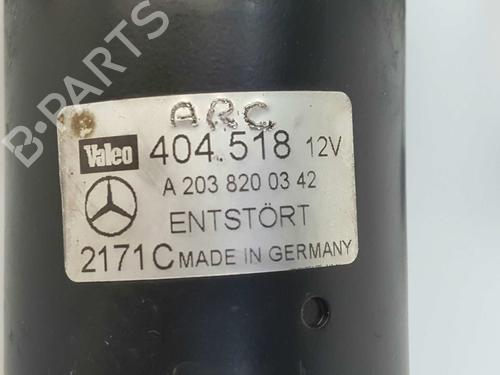 B-PARTS
ARC
Valeo 404.518 12V
A 203 820 03 42
ENTSTÖRT
2171C MADE IN GERMANY